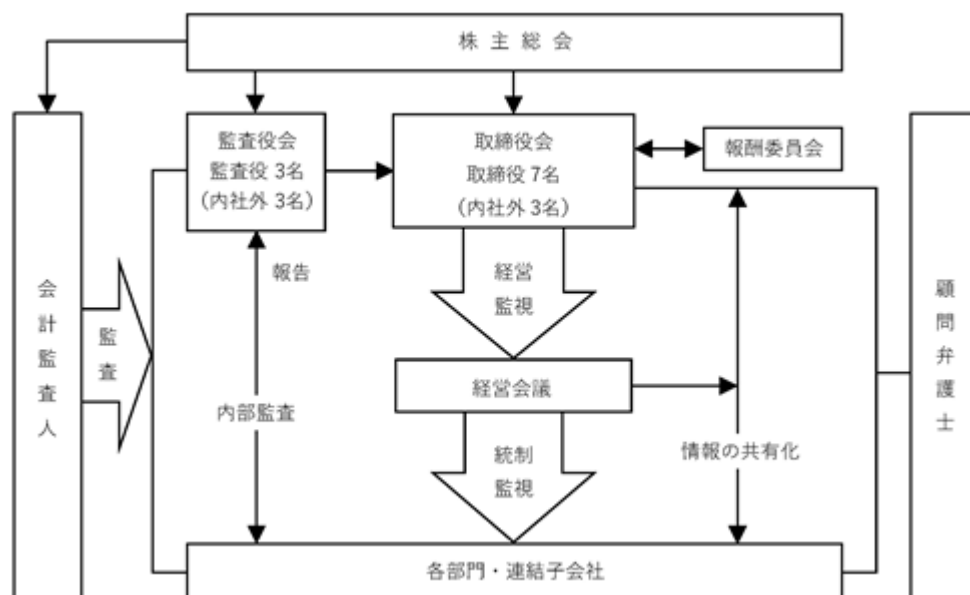 株主総会
監査役会
監査役 3名
(内社外 3名)
取締役会
取締役 7名
(内社外 3名)
報酬委員会
会計監査人
監査
報告
内部監査
経営
監視
経営会議
統制
監視
情報の共有化
顧問弁護士
各部門・連結子会社